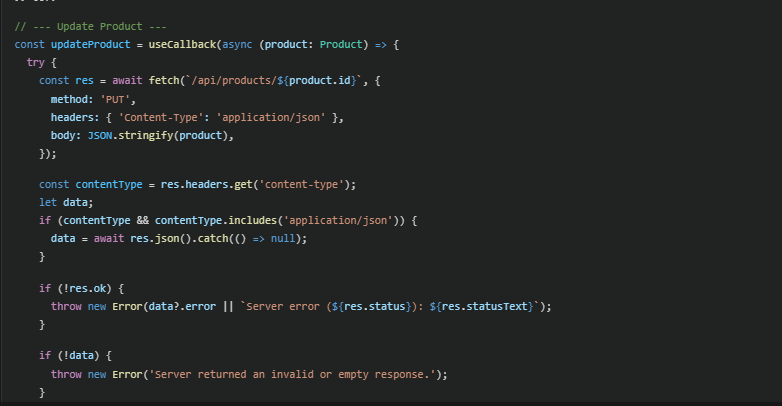 // --- Update Product ---
const updateProduct = useCallback(async (product: Product) => {
  try {
    const res = await fetch(`/api/products/${product.id}`, {
      method: 'PUT',
      headers: { 'Content-Type': 'application/json' },
      body: JSON.stringify(product),
    });

    const contentType = res.headers.get('content-type');
    let data;
    if (contentType && contentType.includes('application/json')) {
      data = await res.json().catch(() => null);
    }

    if (!res.ok) {
      throw new Error(data?.error || `Server error (${res.status}): ${res.statusText}`);
    }

    if (!data) {
      throw new Error('Server returned an invalid or empty response.');
    }